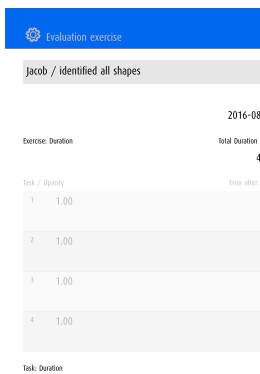 Evaluation exercise
Jacob / identified all shapes
2016-08
Exercise: Duration Total Duration
4
Task / Opacity Error after
1 1.00
2 1.00
3 1.00
4 1.00
Task: Duration